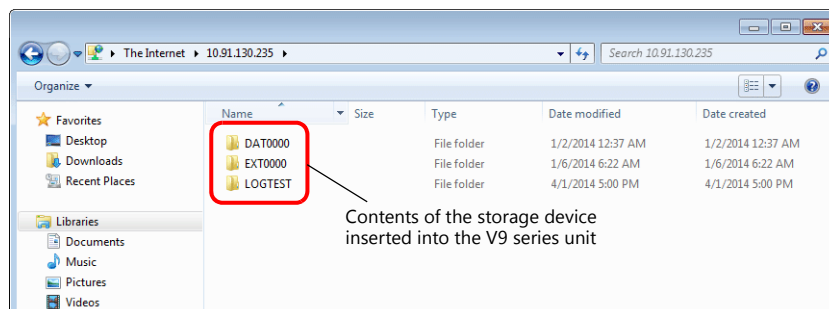 The Internet 10.91.130.235 Search 10.91.130.235
Organize
Favorites
Desktop
Downloads
Recent Places
Libraries
Documents
Music
Pictures
Videos
Name Size Type Date modified Date created
DAT0000 File folder 1/2/2014 12:37 AM 1/2/2014 12:37 AM
EXT0000 File folder 1/6/2014 6:22 AM 1/6/2014 6:22 AM
LOGTEST File folder 4/1/2014 5:00 PM 4/1/2014 5:00 PM
Contents of the storage device
inserted into the V9 series unit